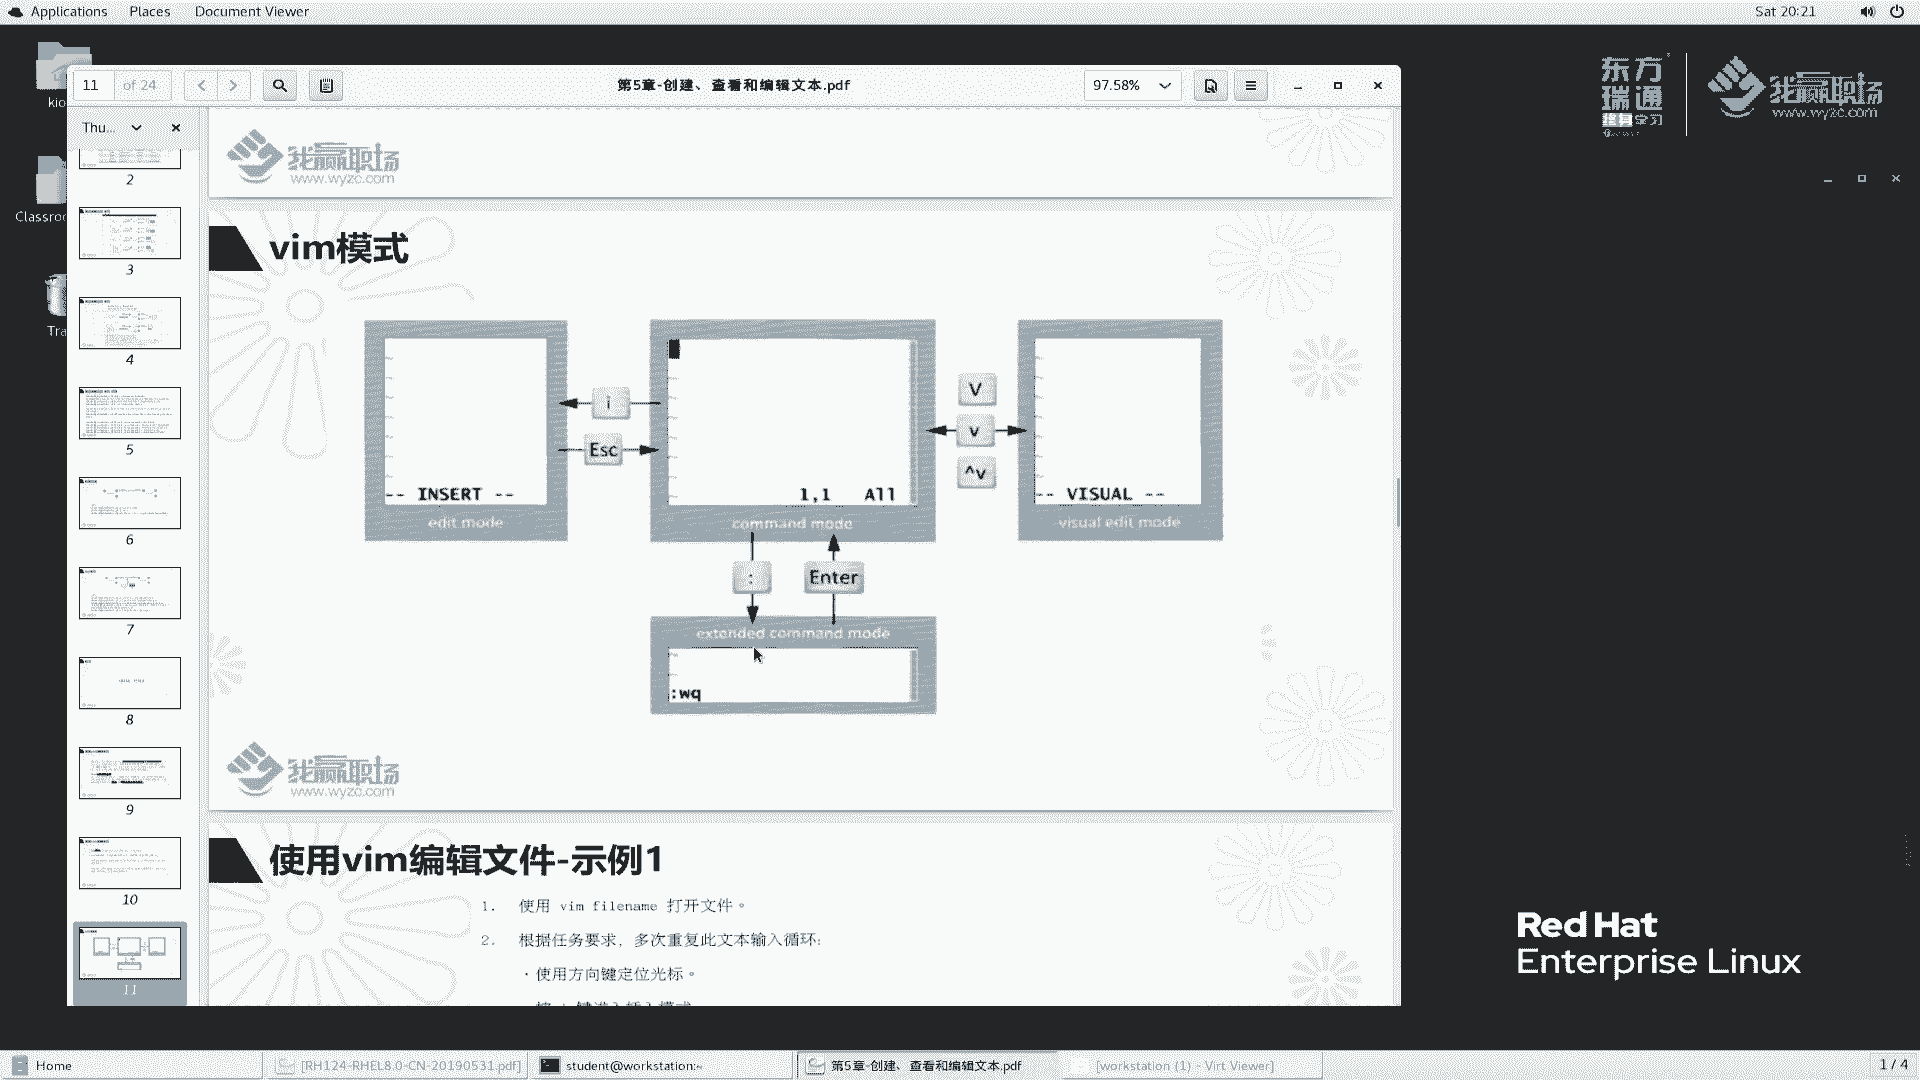 Applications Places Document Viewer Sat 20:21
11 of 24 第5章-创建、查看和编辑文本.pdf 97.58%
Thu...
kio
Classroo
Tra
2
3
4
5
6
7
8
9
10
11
我赢职场
www.wyzc.com
vim模式
i
Esc
V
v
^v
-- INSERT --
1,1 All
-- VISUAL --
edit mode
command mode
visual edit mode
:
Enter
extended command mode
:wq
我赢职场
www.wyzc.com
使用vim编辑文件-示例1
1. 使用 vim filename 打开文件。
2. 根据任务要求，多次重复此文本输入循环：
·使用方向键定位光标。
东方
瑞通
终身学习
我赢职场
www.wyzc.com
Red Hat
Enterprise Linux
Home
[RH124-RHEL8.0-CN-20190531.pdf]
student@workstation:~
第5章-创建、查看和编辑文本.pdf
[workstation (1) - Virt Viewer]
1 / 4